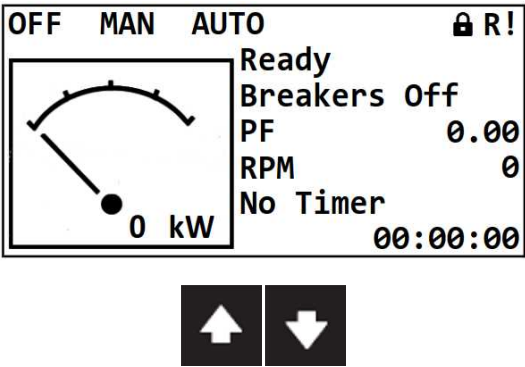 OFF MAN AUTO R!
Ready
Breakers Off
PF 0.00
RPM 0
No Timer
0 kW
00:00:00